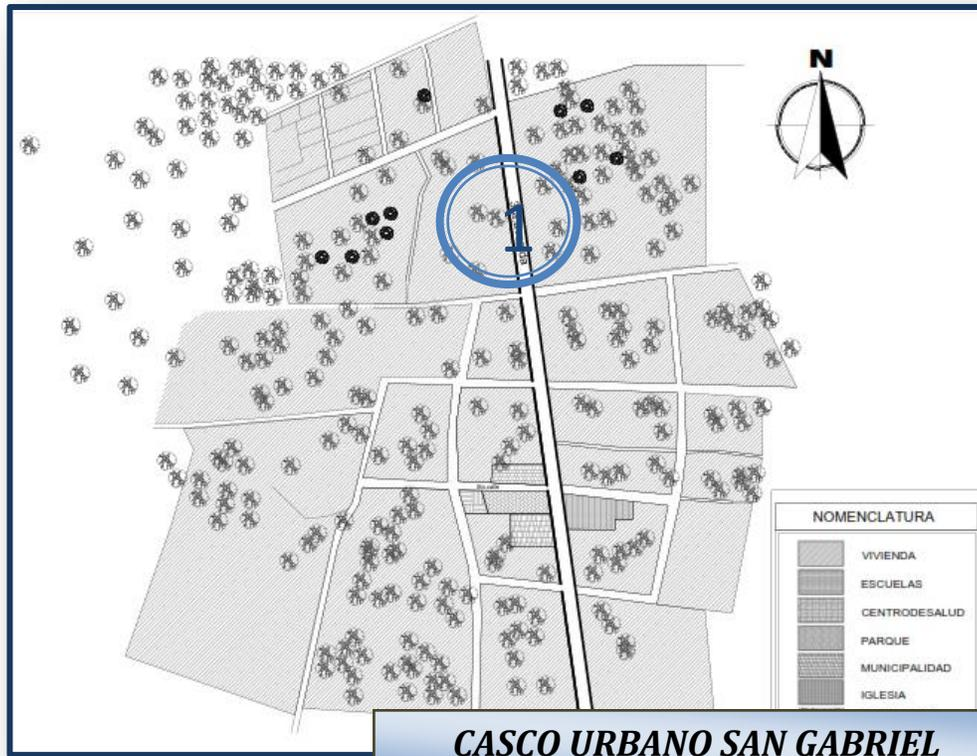 N
1
NOMENCLATURA
VIVIENDA
ESCUELAS
CENTRODESALUD
PARQUE
MUNICIPALIDAD
IGLESIA
CASCO URBANO SAN GABRIEL